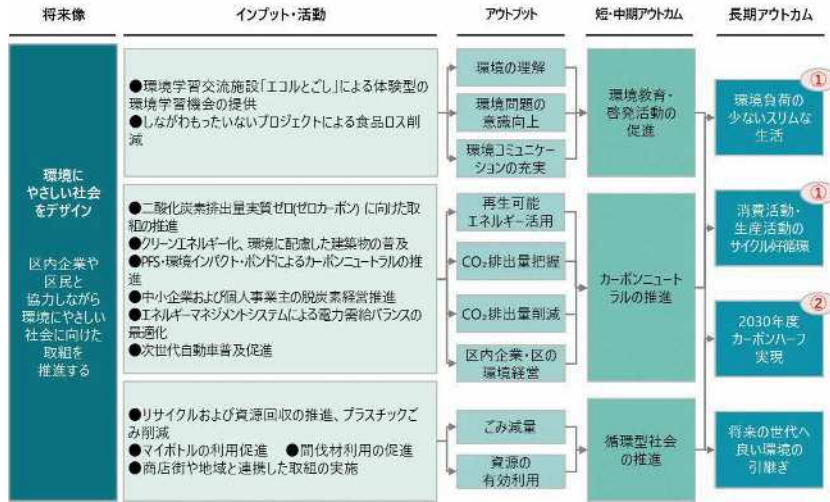 将来像
インプット・活動
アウトプット
短・中期アウトカム
長期アウトカム
環境に
やさしい社会
をデザイン
区内企業や
区民と
協力しながら
環境にやさしい
社会に向けた
取組を
推進する
●環境学習交流施設「エコルとごし」による体験型の
環境学習機会の提供
●しながわもったいないプロジェクトによる食品ロス削
減
●二酸化炭素排出量実質ゼロ(ゼロカーボン) に向けた取
組の推進
●クリーンエネルギー化、環境に配慮した建築物の普及
●PFS・環境インパクト・ボンドによるカーボンニュートラルの推
進
●中小企業および個人事業主の脱炭素経営推進
●エネルギーマネジメントシステムによる電力需給バランスの
最適化
●次世代自動車普及促進
●リサイクルおよび資源回収の推進、プラスチックご
み削減
●マイボトルの利用促進 ●間伐材利用の促進
●商店街や地域と連携した取組の実施
環境の理解
環境問題の
意識向上
環境コミュニケー
ションの充実
再生可能
エネルギー活用
CO₂排出量把握
CO₂排出量削減
区内企業・区の
環境経営
ごみ減量
資源の
有効利用
環境教育・
啓発活動の
促進
カーボンニュート
ラルの推進
循環型社会
の推進
①
環境負荷の
少ないスリムな
生活
①
消費活動・
生産活動の
サイクル好循環
②
2030年度
カーボンハーフ
実現
将来の世代へ
良い環境の
引継ぎ